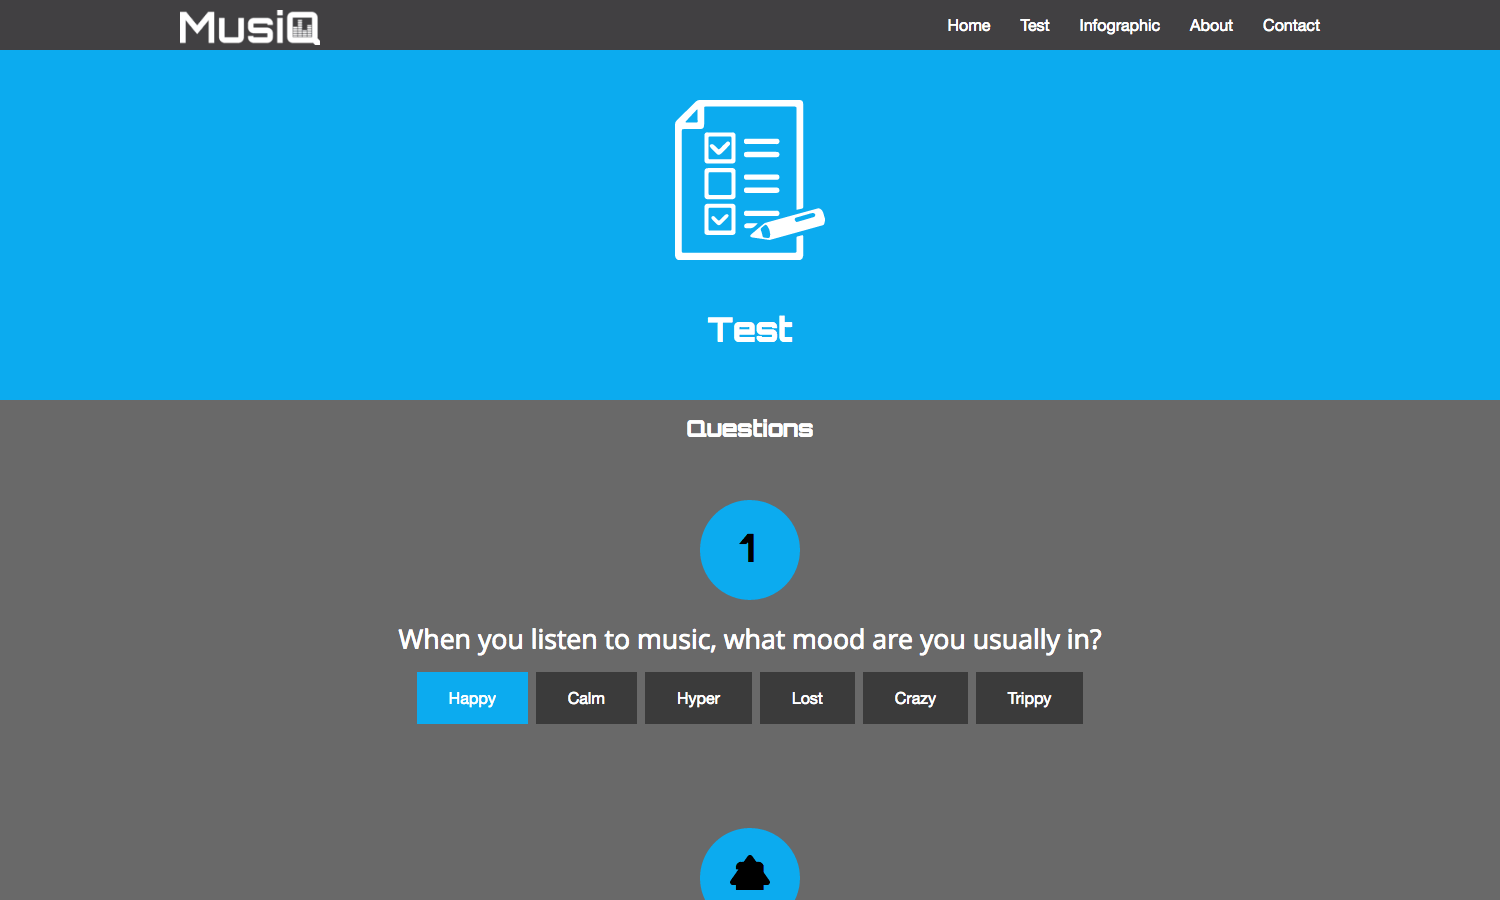 MusiQ
Home Test Infographic About Contact
Test
Questions
1
When you listen to music, what mood are you usually in?
Happy Calm Hyper Lost Crazy Trippy